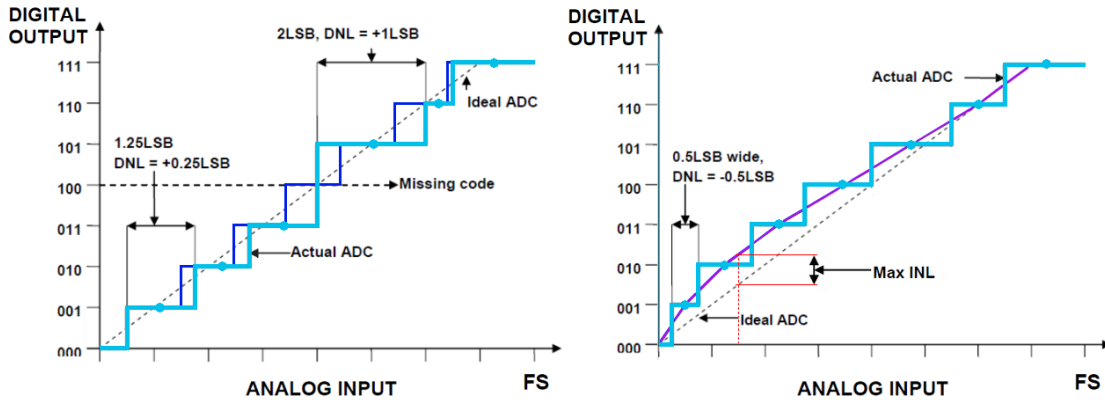 DIGITAL
OUTPUT
111
110
101
100
011
010
001
000
2LSB, DNL = +1LSB
Ideal ADC
1.25LSB
DNL = +0.25LSB
Missing code
Actual ADC
ANALOG INPUT
FS
DIGITAL
OUTPUT
111
110
101
100
011
010
001
000
Actual ADC
0.5LSB wide,
DNL = -0.5LSB
Max INL
Ideal ADC
ANALOG INPUT
FS